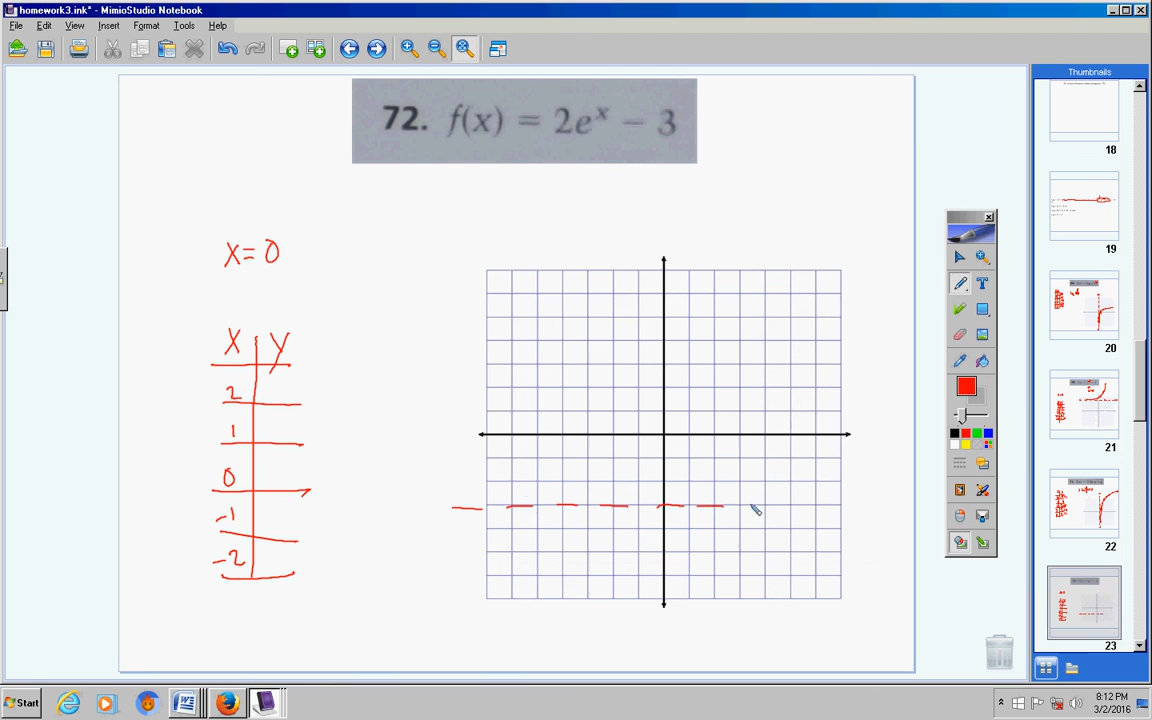 homework3.ink* - MimioStudio Notebook
File Edit View Insert Format Tools Help
Thumbnails
72. f(x) = 2e^x − 3
x = 0
X Y
2
1
0
-1
-2
T
18
19
20
21
22
23
Start
8:12 PM
3/2/2016